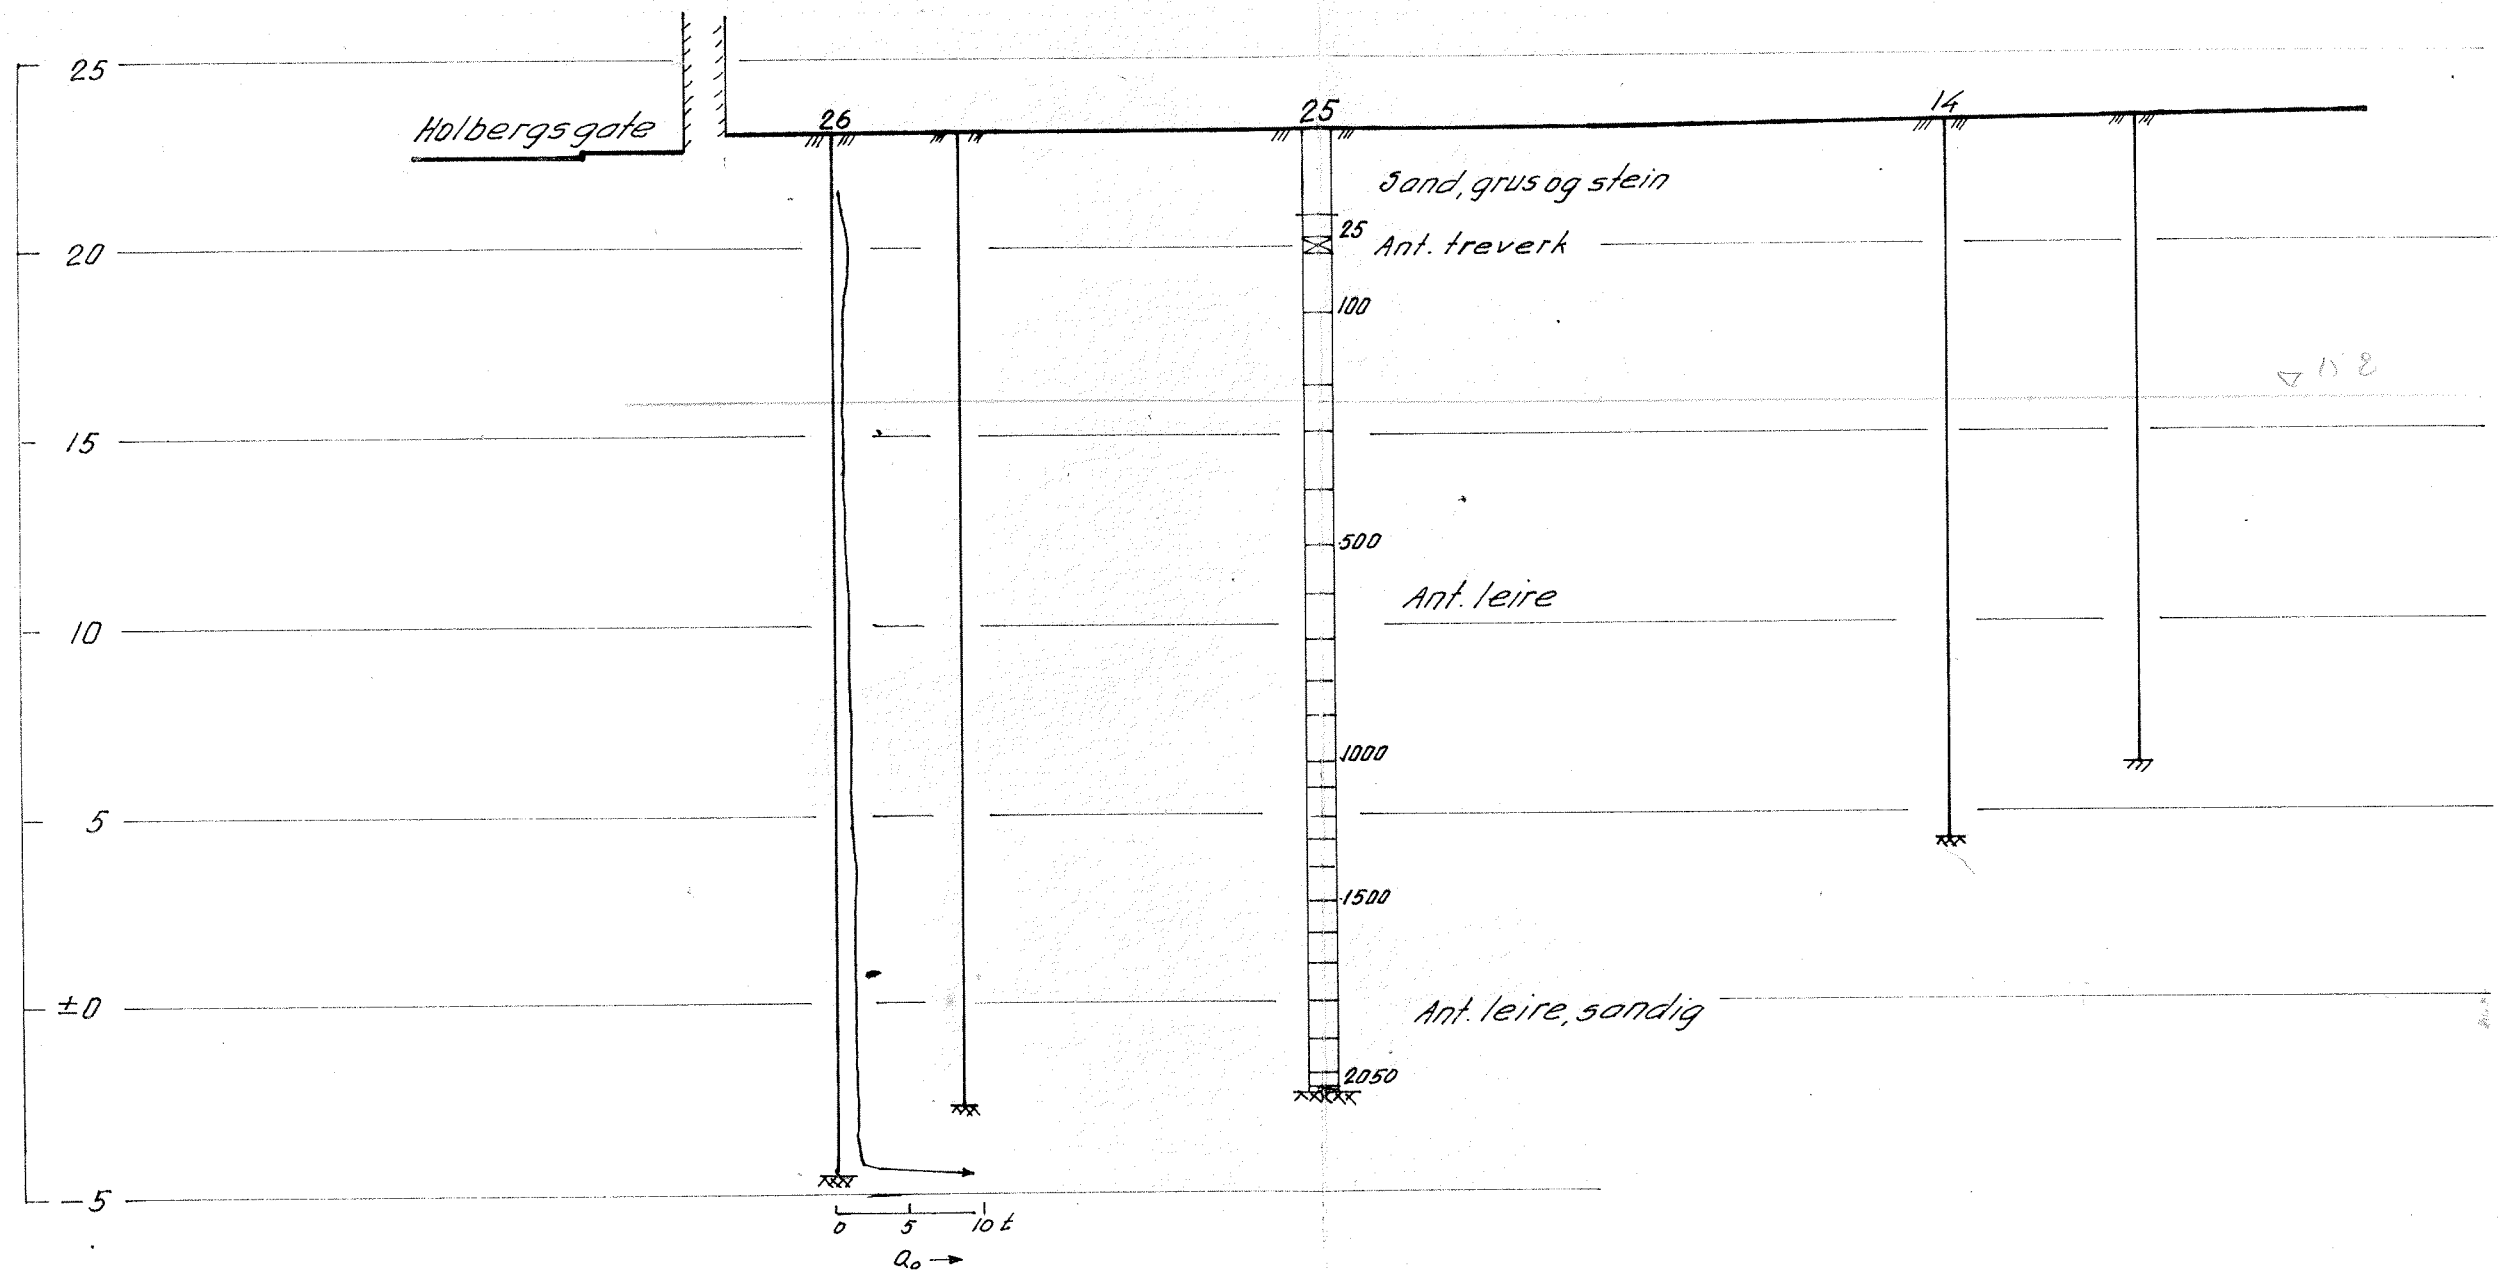 25
Holbergsgate
26
25
14
Sand, grus og stein
25
20
Ant. treverk
100
15
500
Ant. leire
10
1000
5
1500
±0
Ant. leire, sandig
2050
-5
0 5 10 t
Qo →